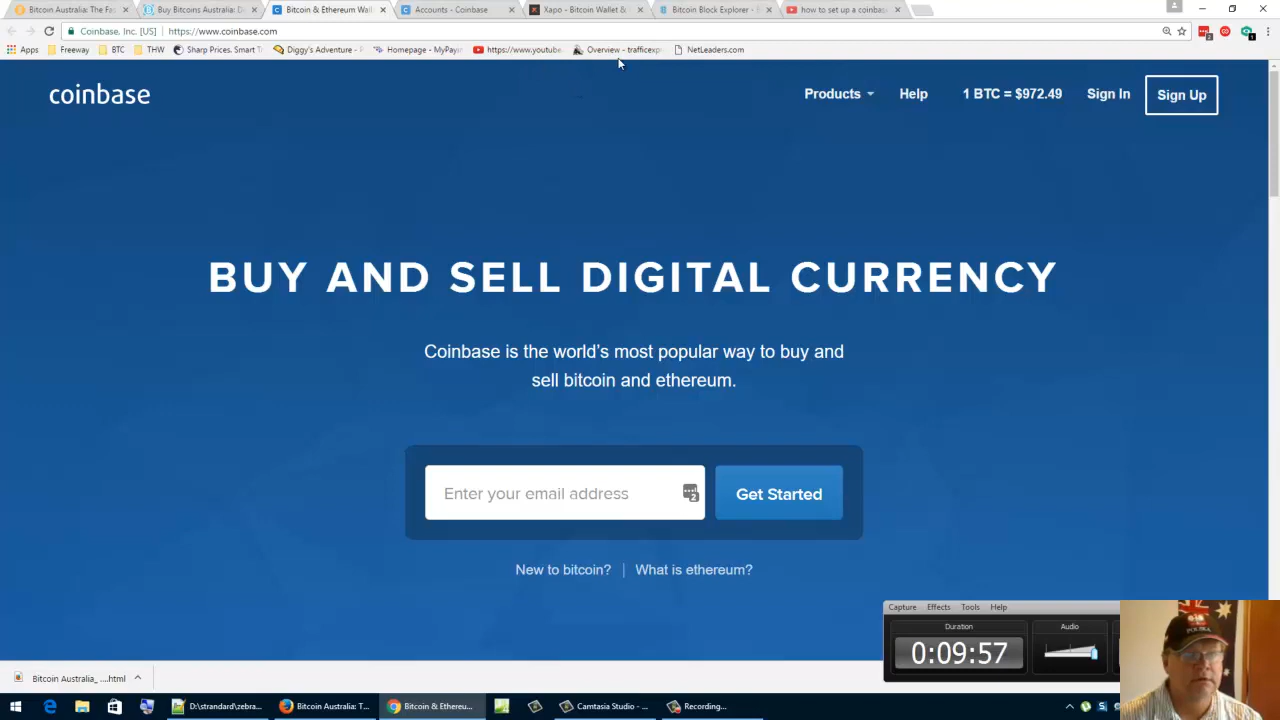 Bitcoin Australia: The Fa
Buy Bitcoins Australia: D
Bitcoin & Ethereum Wall
Accounts - Coinbase
Xapo - Bitcoin Wallet &
Bitcoin Block Explorer - B
how to set up a coinbas
Coinbase, Inc. [US] https://www.coinbase.com
Apps
Freeway
BTC
THW
Sharp Prices. Smart T
Diggy's Adventure -
Homepage - MyPayi
https://www.youtube
Overview - trafficexp
NetLeaders.com
coinbase
Products
Help
1 BTC = $972.49
Sign In
Sign Up
BUY AND SELL DIGITAL CURRENCY
Coinbase is the world's most popular way to buy and
sell bitcoin and ethereum.
Enter your email address
Get Started
New to bitcoin? | What is ethereum?
Capture Effects Tools Help
Duration
Audio
0:09:57
POLSKA
Bitcoin Australia_ ....html
D:\strandard\zebra...
Bitcoin Australia: T...
Bitcoin & Ethereu...
Camtasia Studio - ...
Recording...